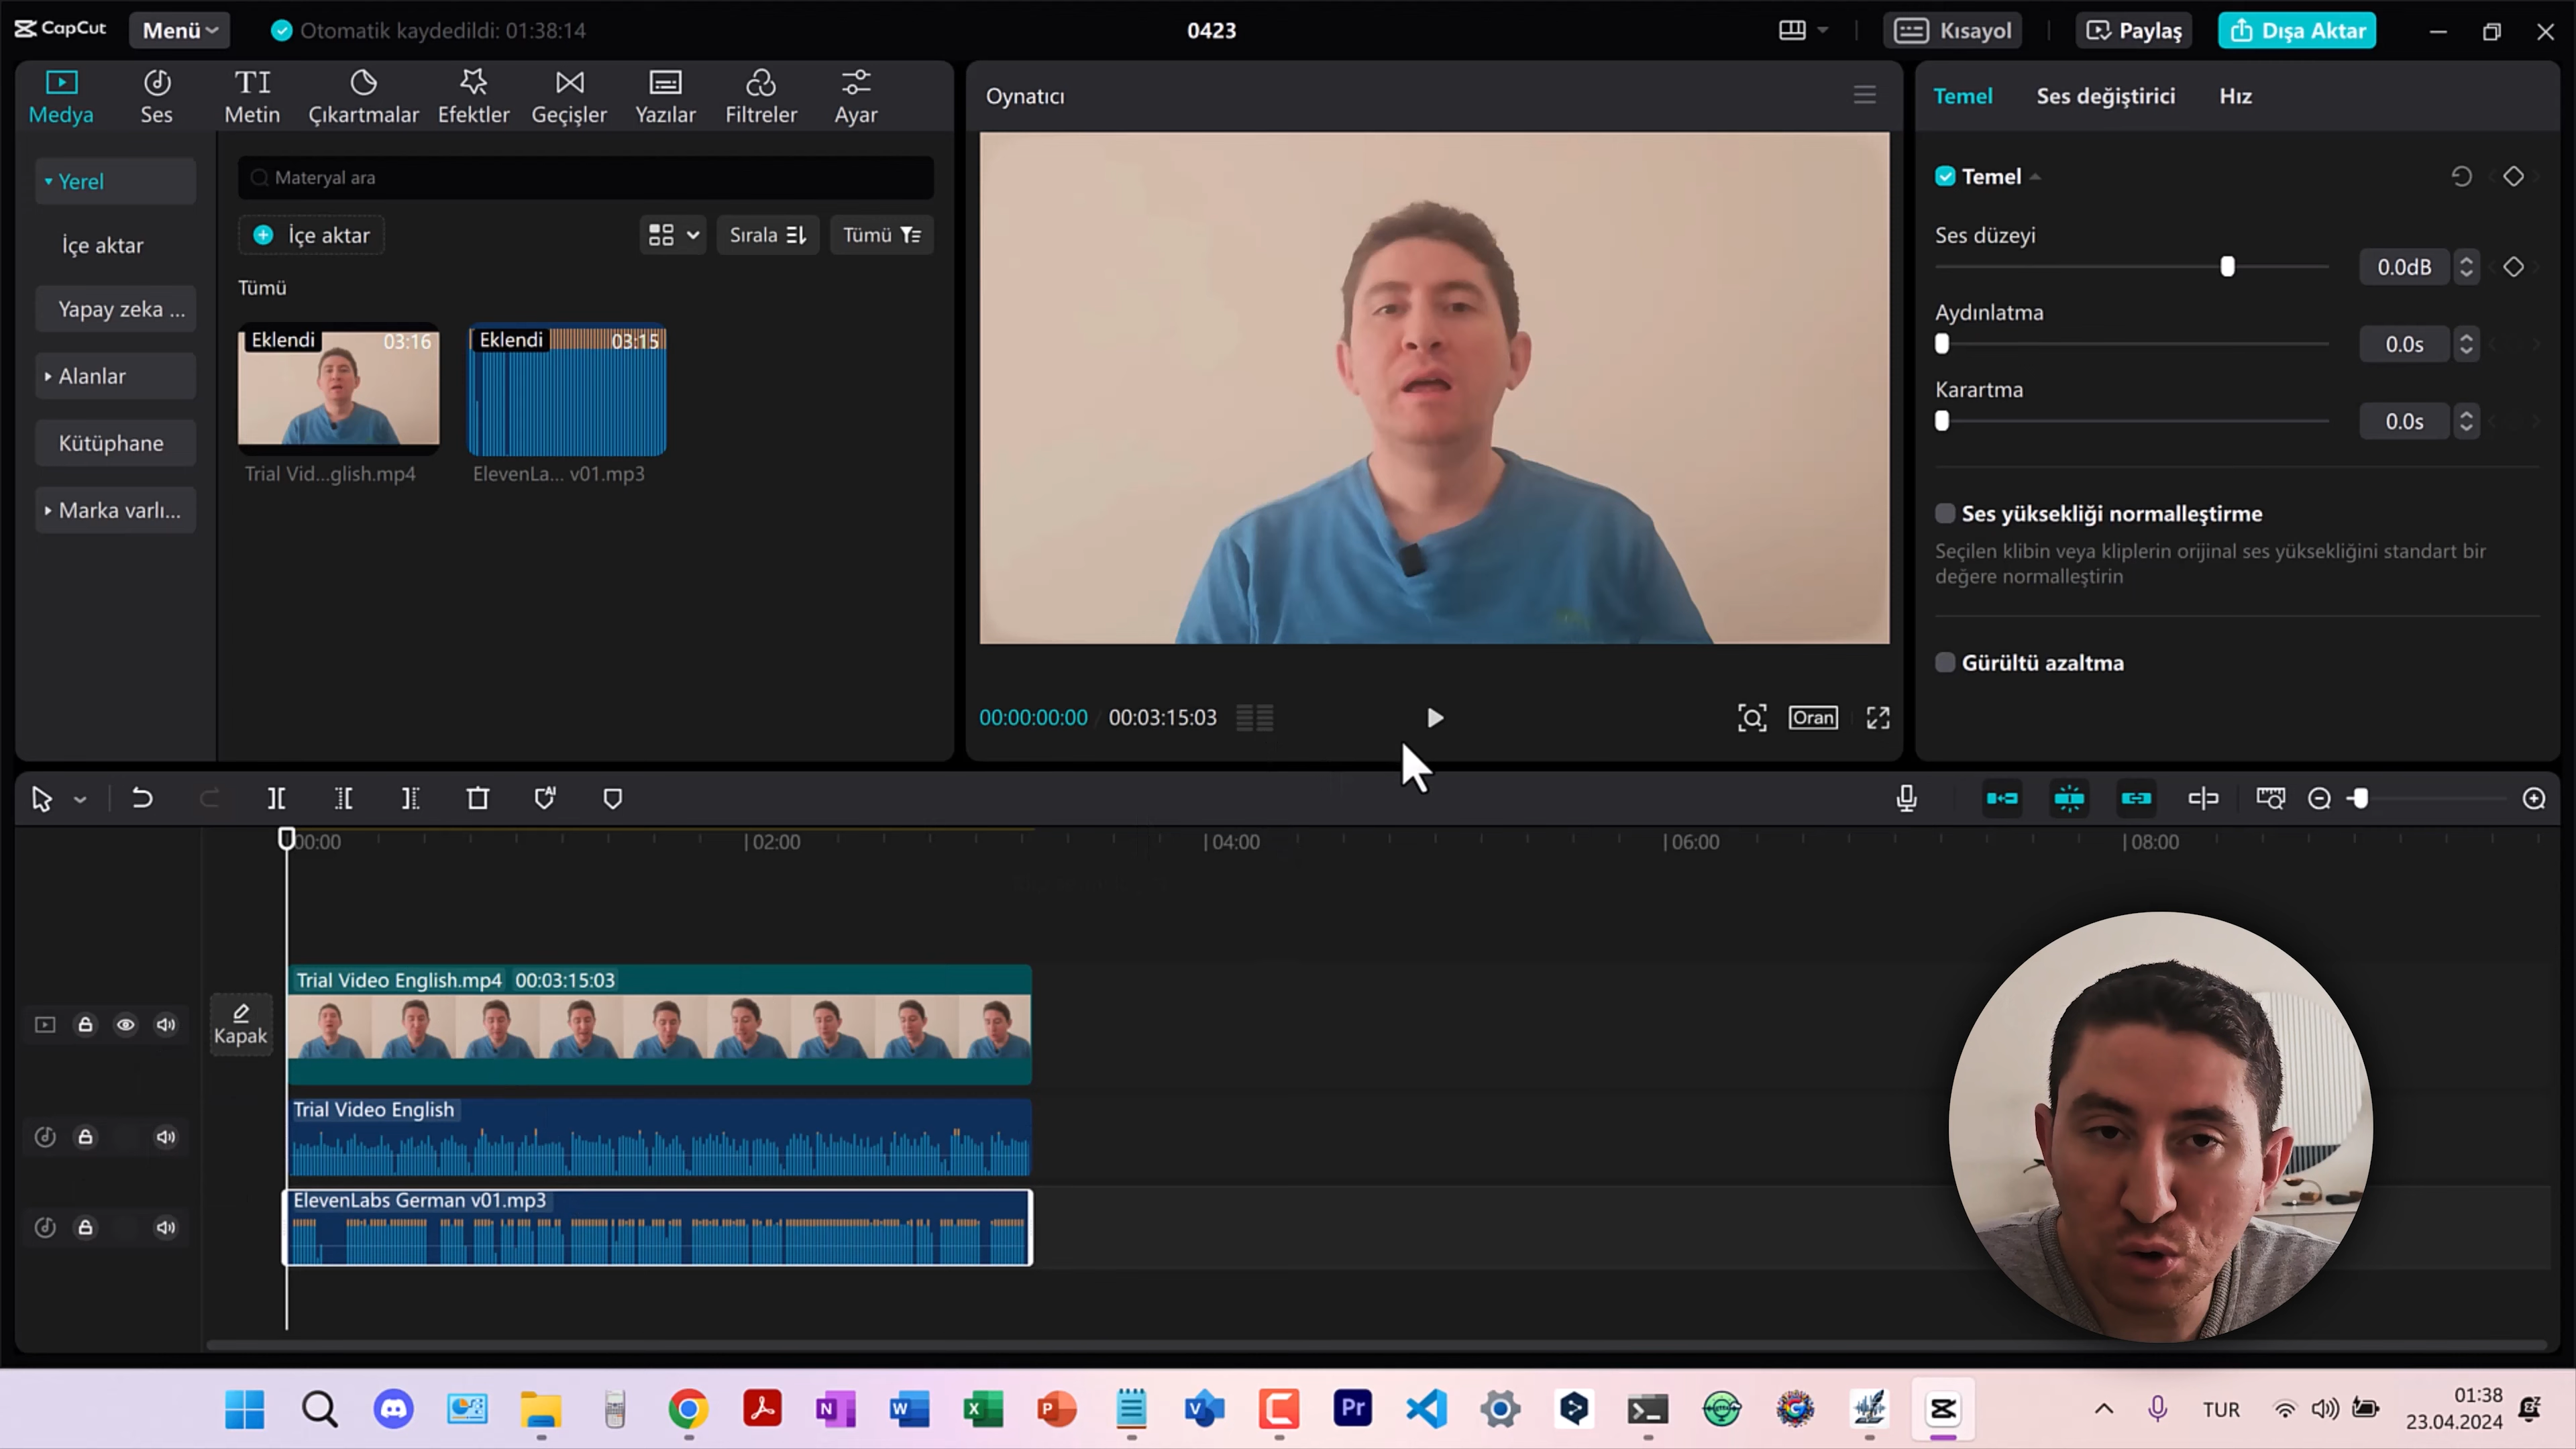 CapCut
Menü
Otomatik kaydedildi: 01:38:14
0423
Kısayol
Paylaş
Dışa Aktar
Medya
Ses
Metin
Çıkartmalar
Efektler
Geçişler
Yazılar
Filtreler
Ayar
Yerel
İçe aktar
Yapay zeka ...
Alanlar
Kütüphane
Marka varlı...
Materyal ara
İçe aktar
Sırala
Tümü
Tümü
Eklendi
03:16
Trial Vid...glish.mp4
Eklendi
03:15
ElevenLa... v01.mp3
Oynatıcı
00:00:00:00 / 00:03:15:03
Oran
Temel
Ses değiştirici
Hız
Temel
Ses düzeyi
0.0dB
Aydınlatma
0.0s
Karartma
0.0s
Ses yüksekliği normalleştirme
Seçilen klibin veya kliplerin orijinal ses yüksekliğini standart bir
değere normalleştirin
Gürültü azaltma
00:00
02:00
04:00
06:00
08:00
Kapak
Trial Video English.mp4 00:03:15:03
Trial Video English
ElevenLabs German v01.mp3
TUR
01:38
23.04.2024